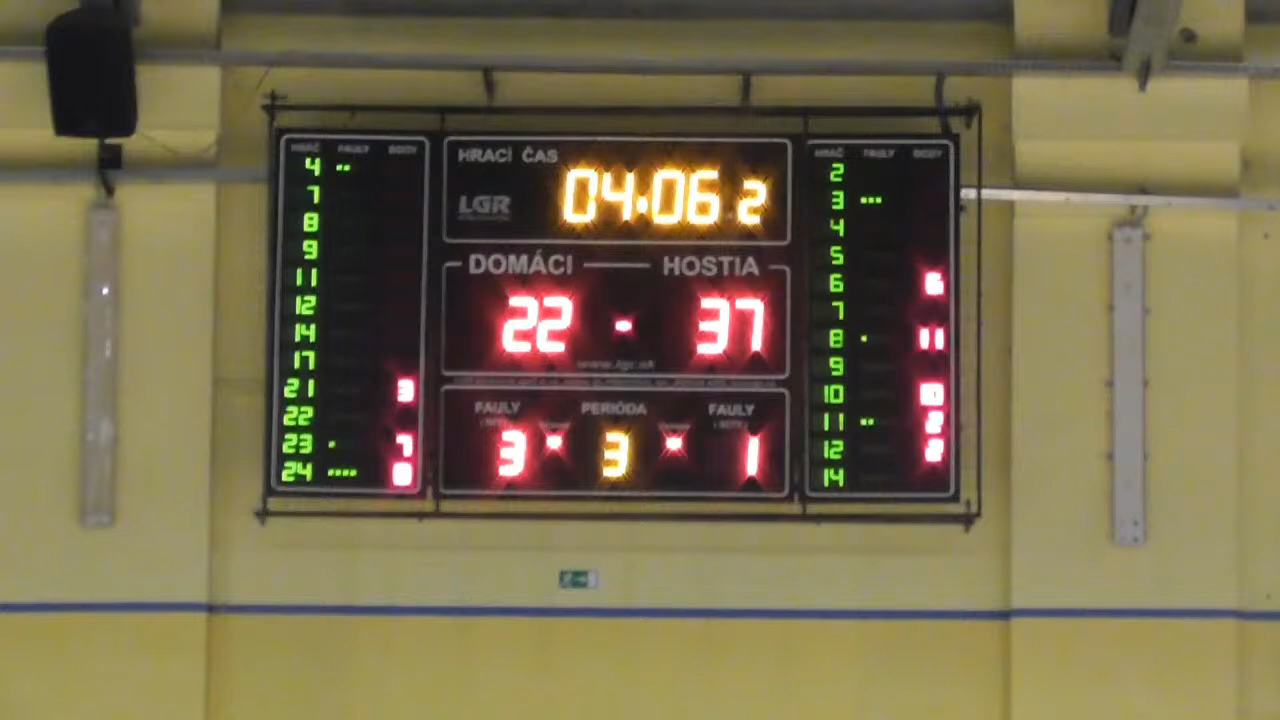 HRÁČ FAULY BODY
4
7
8
9
11
12
14
17
21 3
22
23 7
24
HRACÍ ČAS
04:06 2
LGR
DOMÁCI HOSTIA
22 - 37
www.lgr.sk
FAULY PERIÓDA FAULY
3 3 1
HRÁČ FAULY BODY
2
3
4
5
6 6
7
8 11
9
10 10
11 2
12 2
14